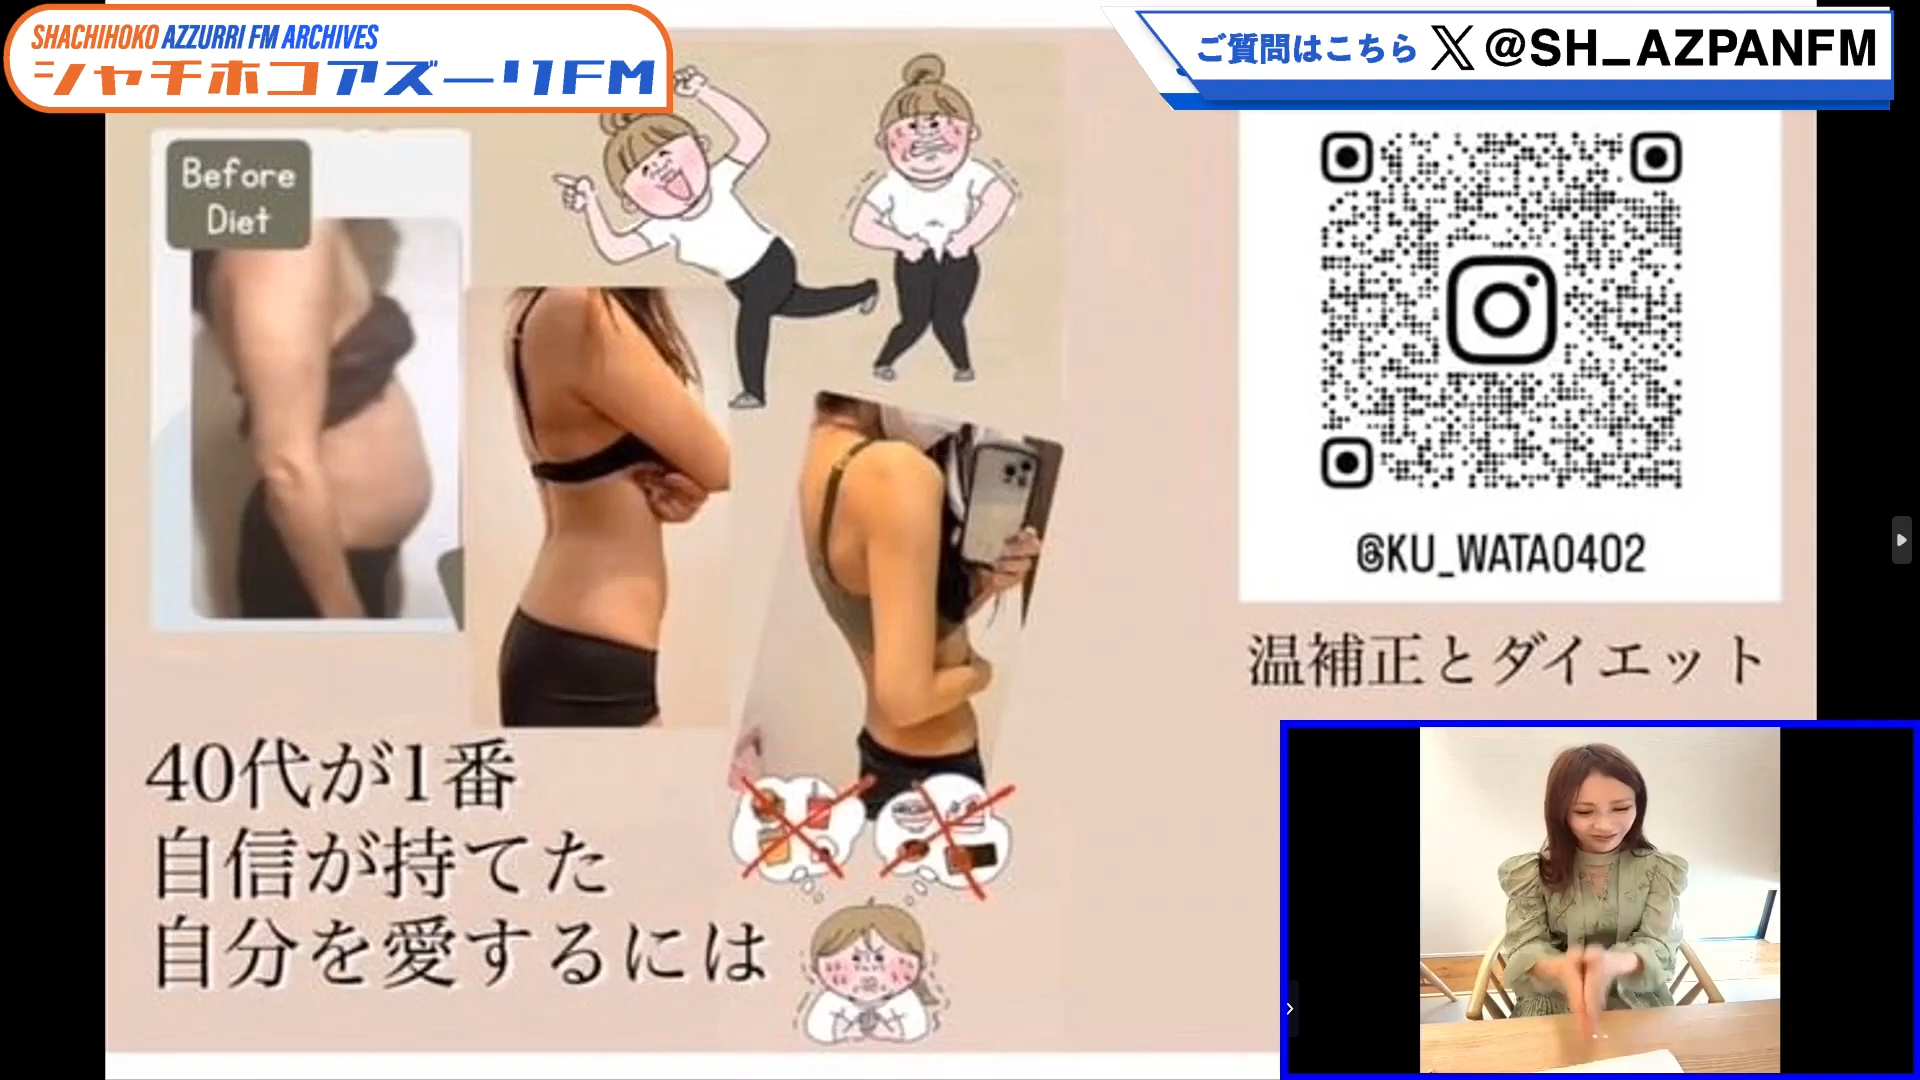 SHACHIHOKO AZZURRI FM ARCHIVES
シャチホコアズーリFM
ご質問はこちら X @SH_AZPANFM
Before
Diet
@KU_WATA0402
温補正とダイエット
40代が1番
自信が持てた
自分を愛するには